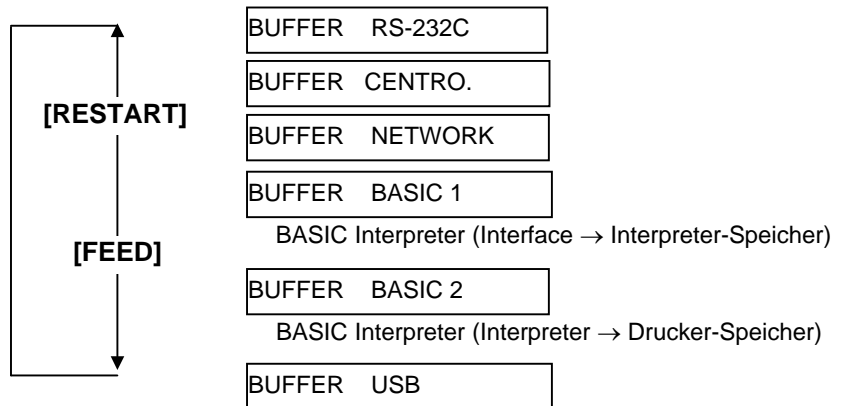 BUFFER RS-232C
BUFFER CENTRO.
[RESTART]
BUFFER NETWORK
BUFFER BASIC 1
BASIC Interpreter (Interface → Interpreter-Speicher)
[FEED]
BUFFER BASIC 2
BASIC Interpreter (Interpreter → Drucker-Speicher)
BUFFER USB